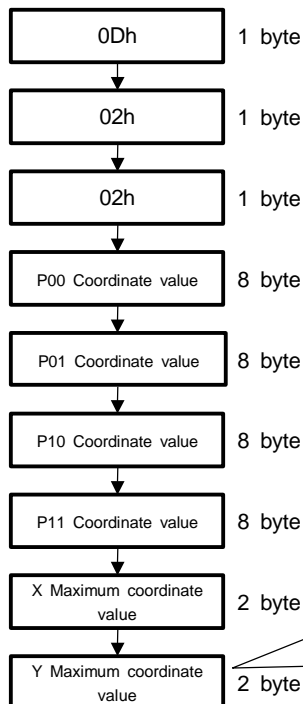 0Dh 1 byte
02h 1 byte
02h 1 byte
P00 Coordinate value 8 byte
P01 Coordinate value 8 byte
P10 Coordinate value 8 byte
P11 Coordinate value 8 byte
X Maximum coordinate
value
2 byte
Y Maximum coordinate
value
2 byte